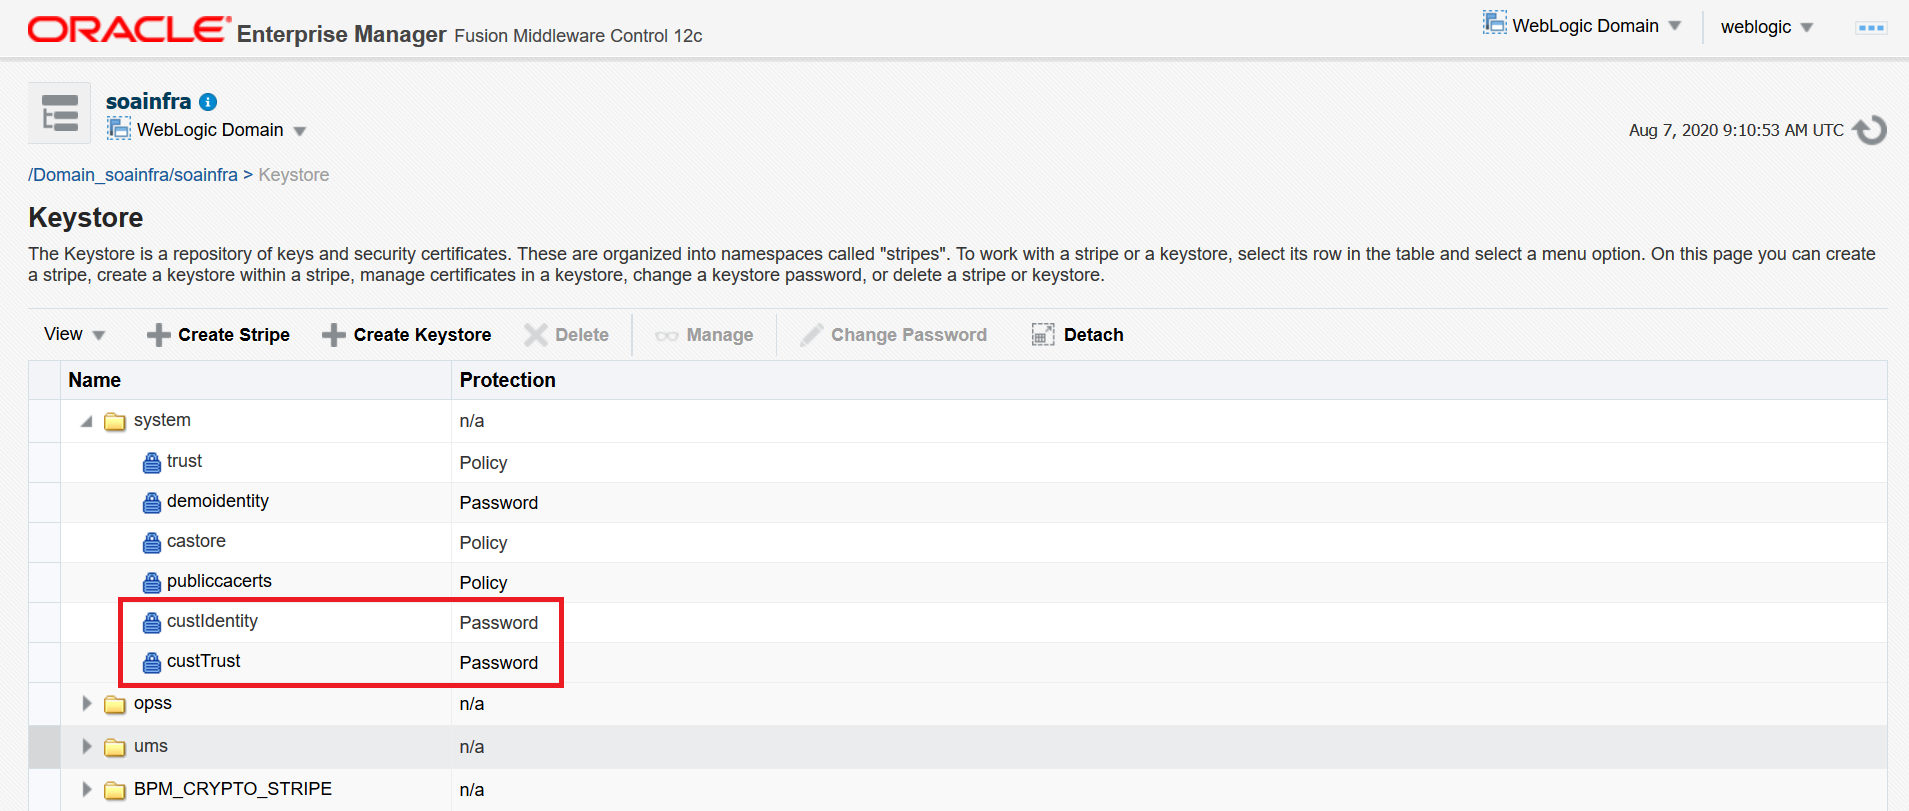 ORACLE Enterprise Manager Fusion Middleware Control 12c WebLogic Domain weblogic
soainfra
WebLogic Domain
Aug 7, 2020 9:10:53 AM UTC
/Domain_soainfra/soainfra > Keystore
Keystore
The Keystore is a repository of keys and security certificates. These are organized into namespaces called "stripes". To work with a stripe or a keystore, select its row in the table and select a menu option. On this page you can create
a stripe, create a keystore within a stripe, manage certificates in a keystore, change a keystore password, or delete a stripe or keystore.
View Create Stripe Create Keystore Delete Manage Change Password Detach
Name Protection
system n/a
trust Policy
demoidentity Password
castore Policy
publiccacerts Policy
custIdentity Password
custTrust Password
opss n/a
ums n/a
BPM_CRYPTO_STRIPE n/a